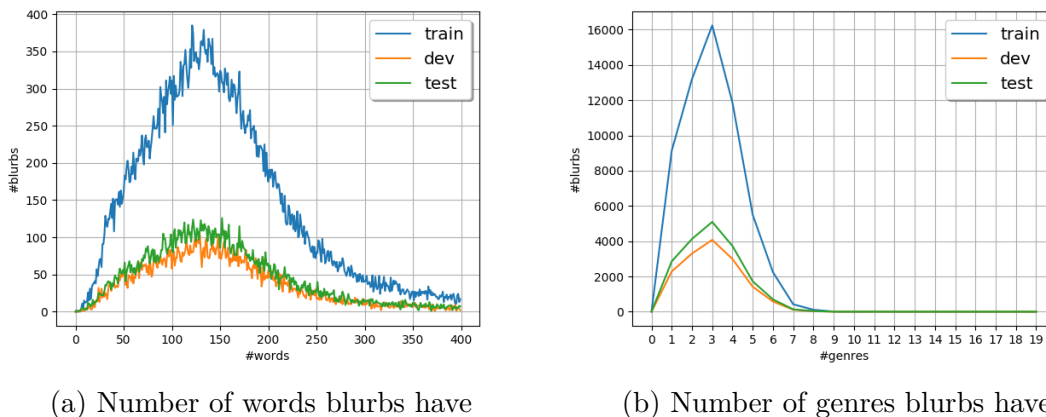 400
350
300
250
200
150
100
50
0
#blurbs
train
dev
test
0 50 100 150 200 250 300 350 400
#words
(a) Number of words blurbs have
16000
14000
12000
10000
8000
6000
4000
2000
0
#blurbs
train
dev
test
0 1 2 3 4 5 6 7 8 9 10 11 12 13 14 15 16 17 18 19
#genres
(b) Number of genres blurbs have